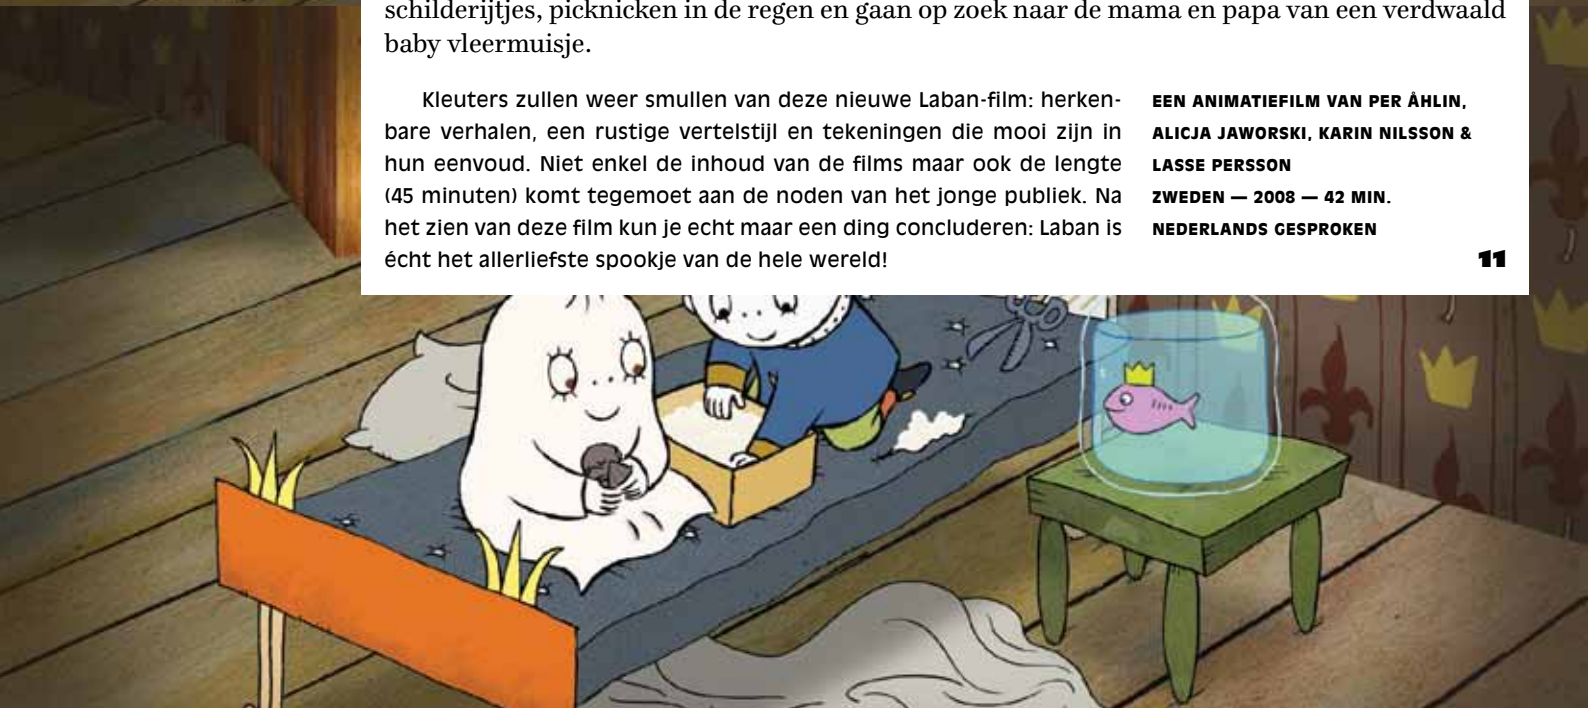 schilderijtjes, picknicken in de regen en gaan op zoek naar de mama en papa van een verdwaald
baby vleermuisje.
Kleuters zullen weer smullen van deze nieuwe Laban-film: herken-
bare verhalen, een rustige vertelstijl en tekeningen die mooi zijn in
hun eenvoud. Niet enkel de inhoud van de films maar ook de lengte
(45 minuten) komt tegemoet aan de noden van het jonge publiek. Na
het zien van deze film kun je echt maar een ding concluderen: Laban is
écht het allerliefste spookje van de hele wereld!
EEN ANIMATIEFILM VAN PER ÅHLIN,
ALICJA JAWORSKI, KARIN NILSSON &
LASSE PERSSON
ZWEDEN — 2008 — 42 MIN.
NEDERLANDS GESPROKEN
11